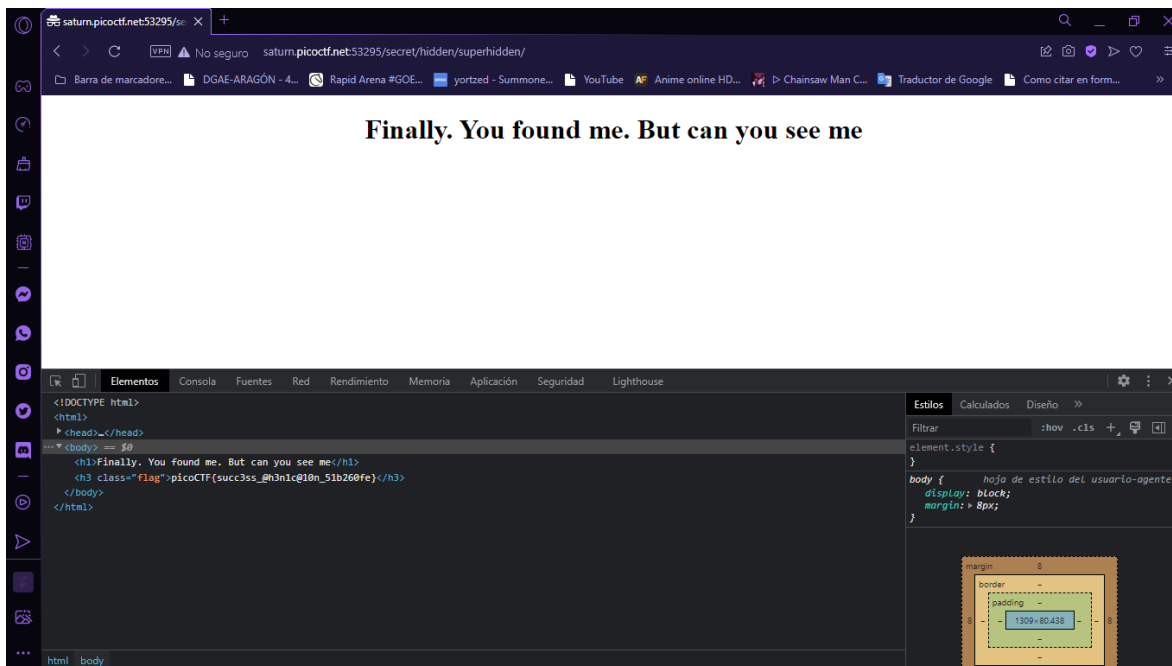 saturn.picoctf.net:53295/se
No seguro saturn.picoctf.net:53295/secret/hidden/superhidden/
VPN
Barra de marcadore... DGAE-ARAGÓN - 4... Rapid Arena #GOE... yortzed - Summone... YouTube AF Anime online HD... ▷ Chainsaw Man C... Traductor de Google Como citar en form... »
Finally. You found me. But can you see me
Elementos Consola Fuentes Red Rendimiento Memoria Aplicación Seguridad Lighthouse
<!DOCTYPE html>
<html>
<head>…</head>
<body> == $0
<h1>Finally. You found me. But can you see me</h1>
<h3 class="flag">picoCTF{succ3ss_@h3n1c@10n_51b260fe}</h3>
</body>
</html>
html body
Estilos Calculados Diseño »
Filtrar :hov .cls +
element.style {
}
body { hoja de estilo del usuario-agente
display: block;
margin: 8px;
}
margin 8
border -
padding -
8 - - 1309×80.438 - - 8
-
-